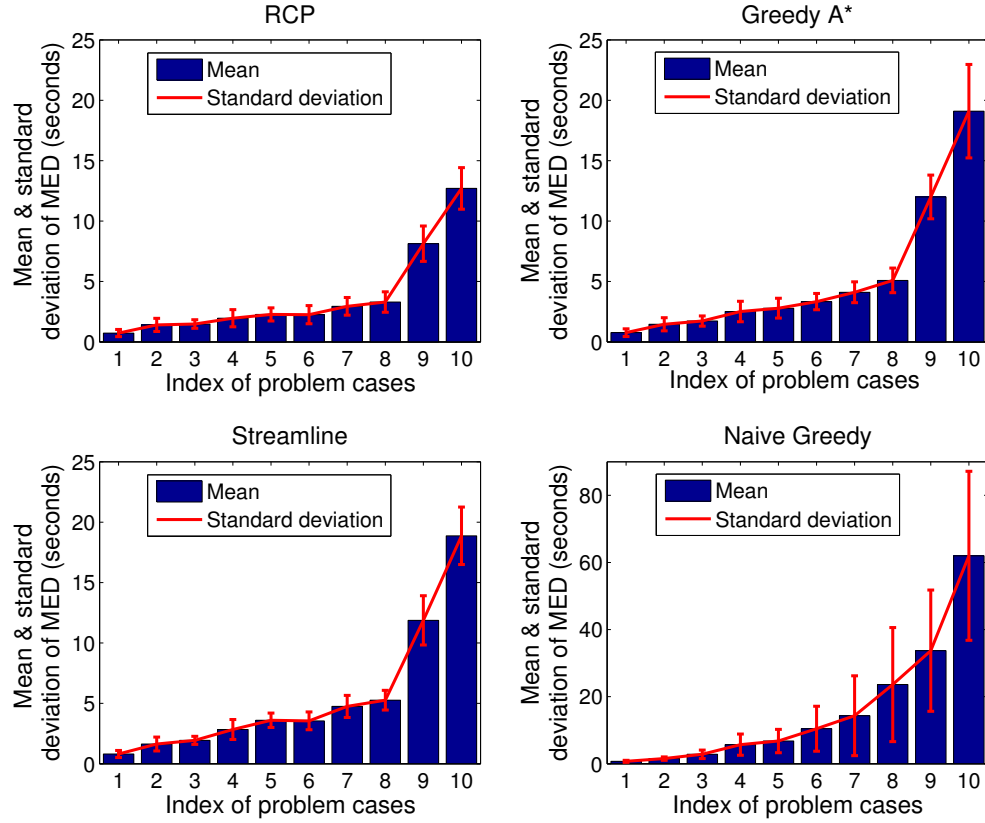 RCP
25
20
15
10
5
0
Mean & standard
deviation of MED (seconds)
Mean
Standard deviation
1 2 3 4 5 6 7 8 9 10
Index of problem cases
Greedy A*
25
20
15
10
5
0
Mean & standard
deviation of MED (seconds)
Mean
Standard deviation
1 2 3 4 5 6 7 8 9 10
Index of problem cases
Streamline
25
20
15
10
5
0
Mean & standard
deviation of MED (seconds)
Mean
Standard deviation
1 2 3 4 5 6 7 8 9 10
Index of problem cases
Naive Greedy
80
60
40
20
0
Mean & standard
deviation of MED (seconds)
Mean
Standard deviation
1 2 3 4 5 6 7 8 9 10
Index of problem cases